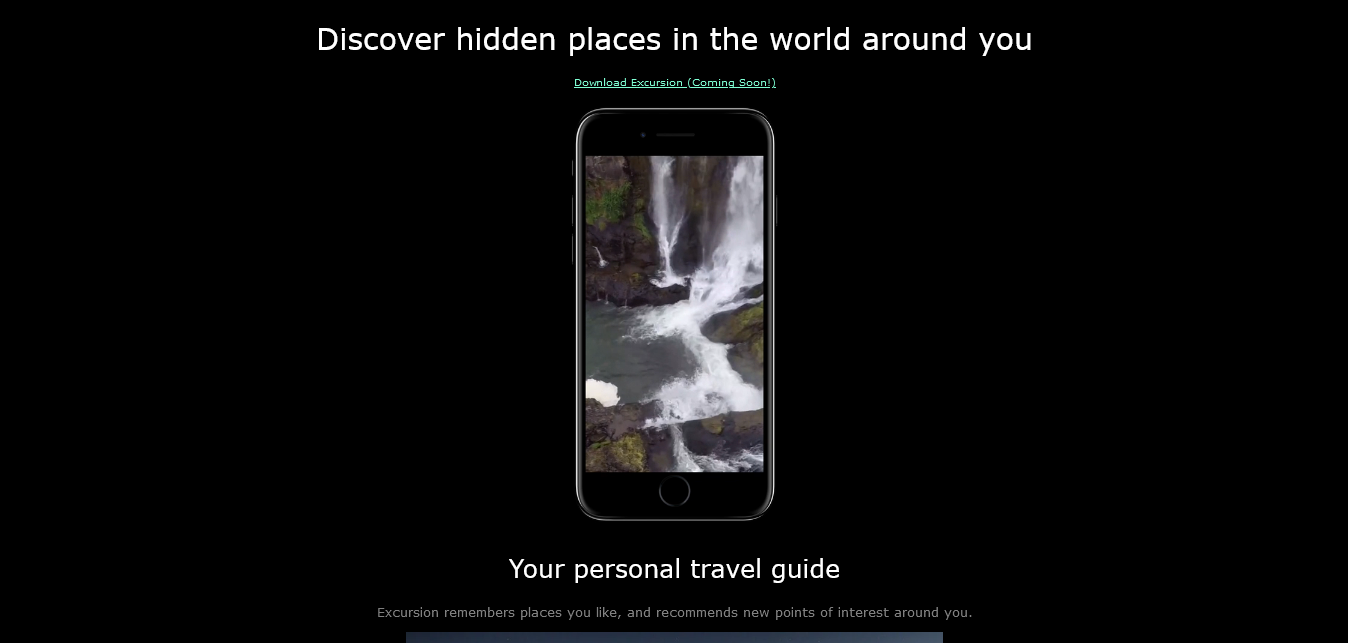 Discover hidden places in the world around you
Download Excursion (Coming Soon!)
Your personal travel guide
Excursion remembers places you like, and recommends new points of interest around you.